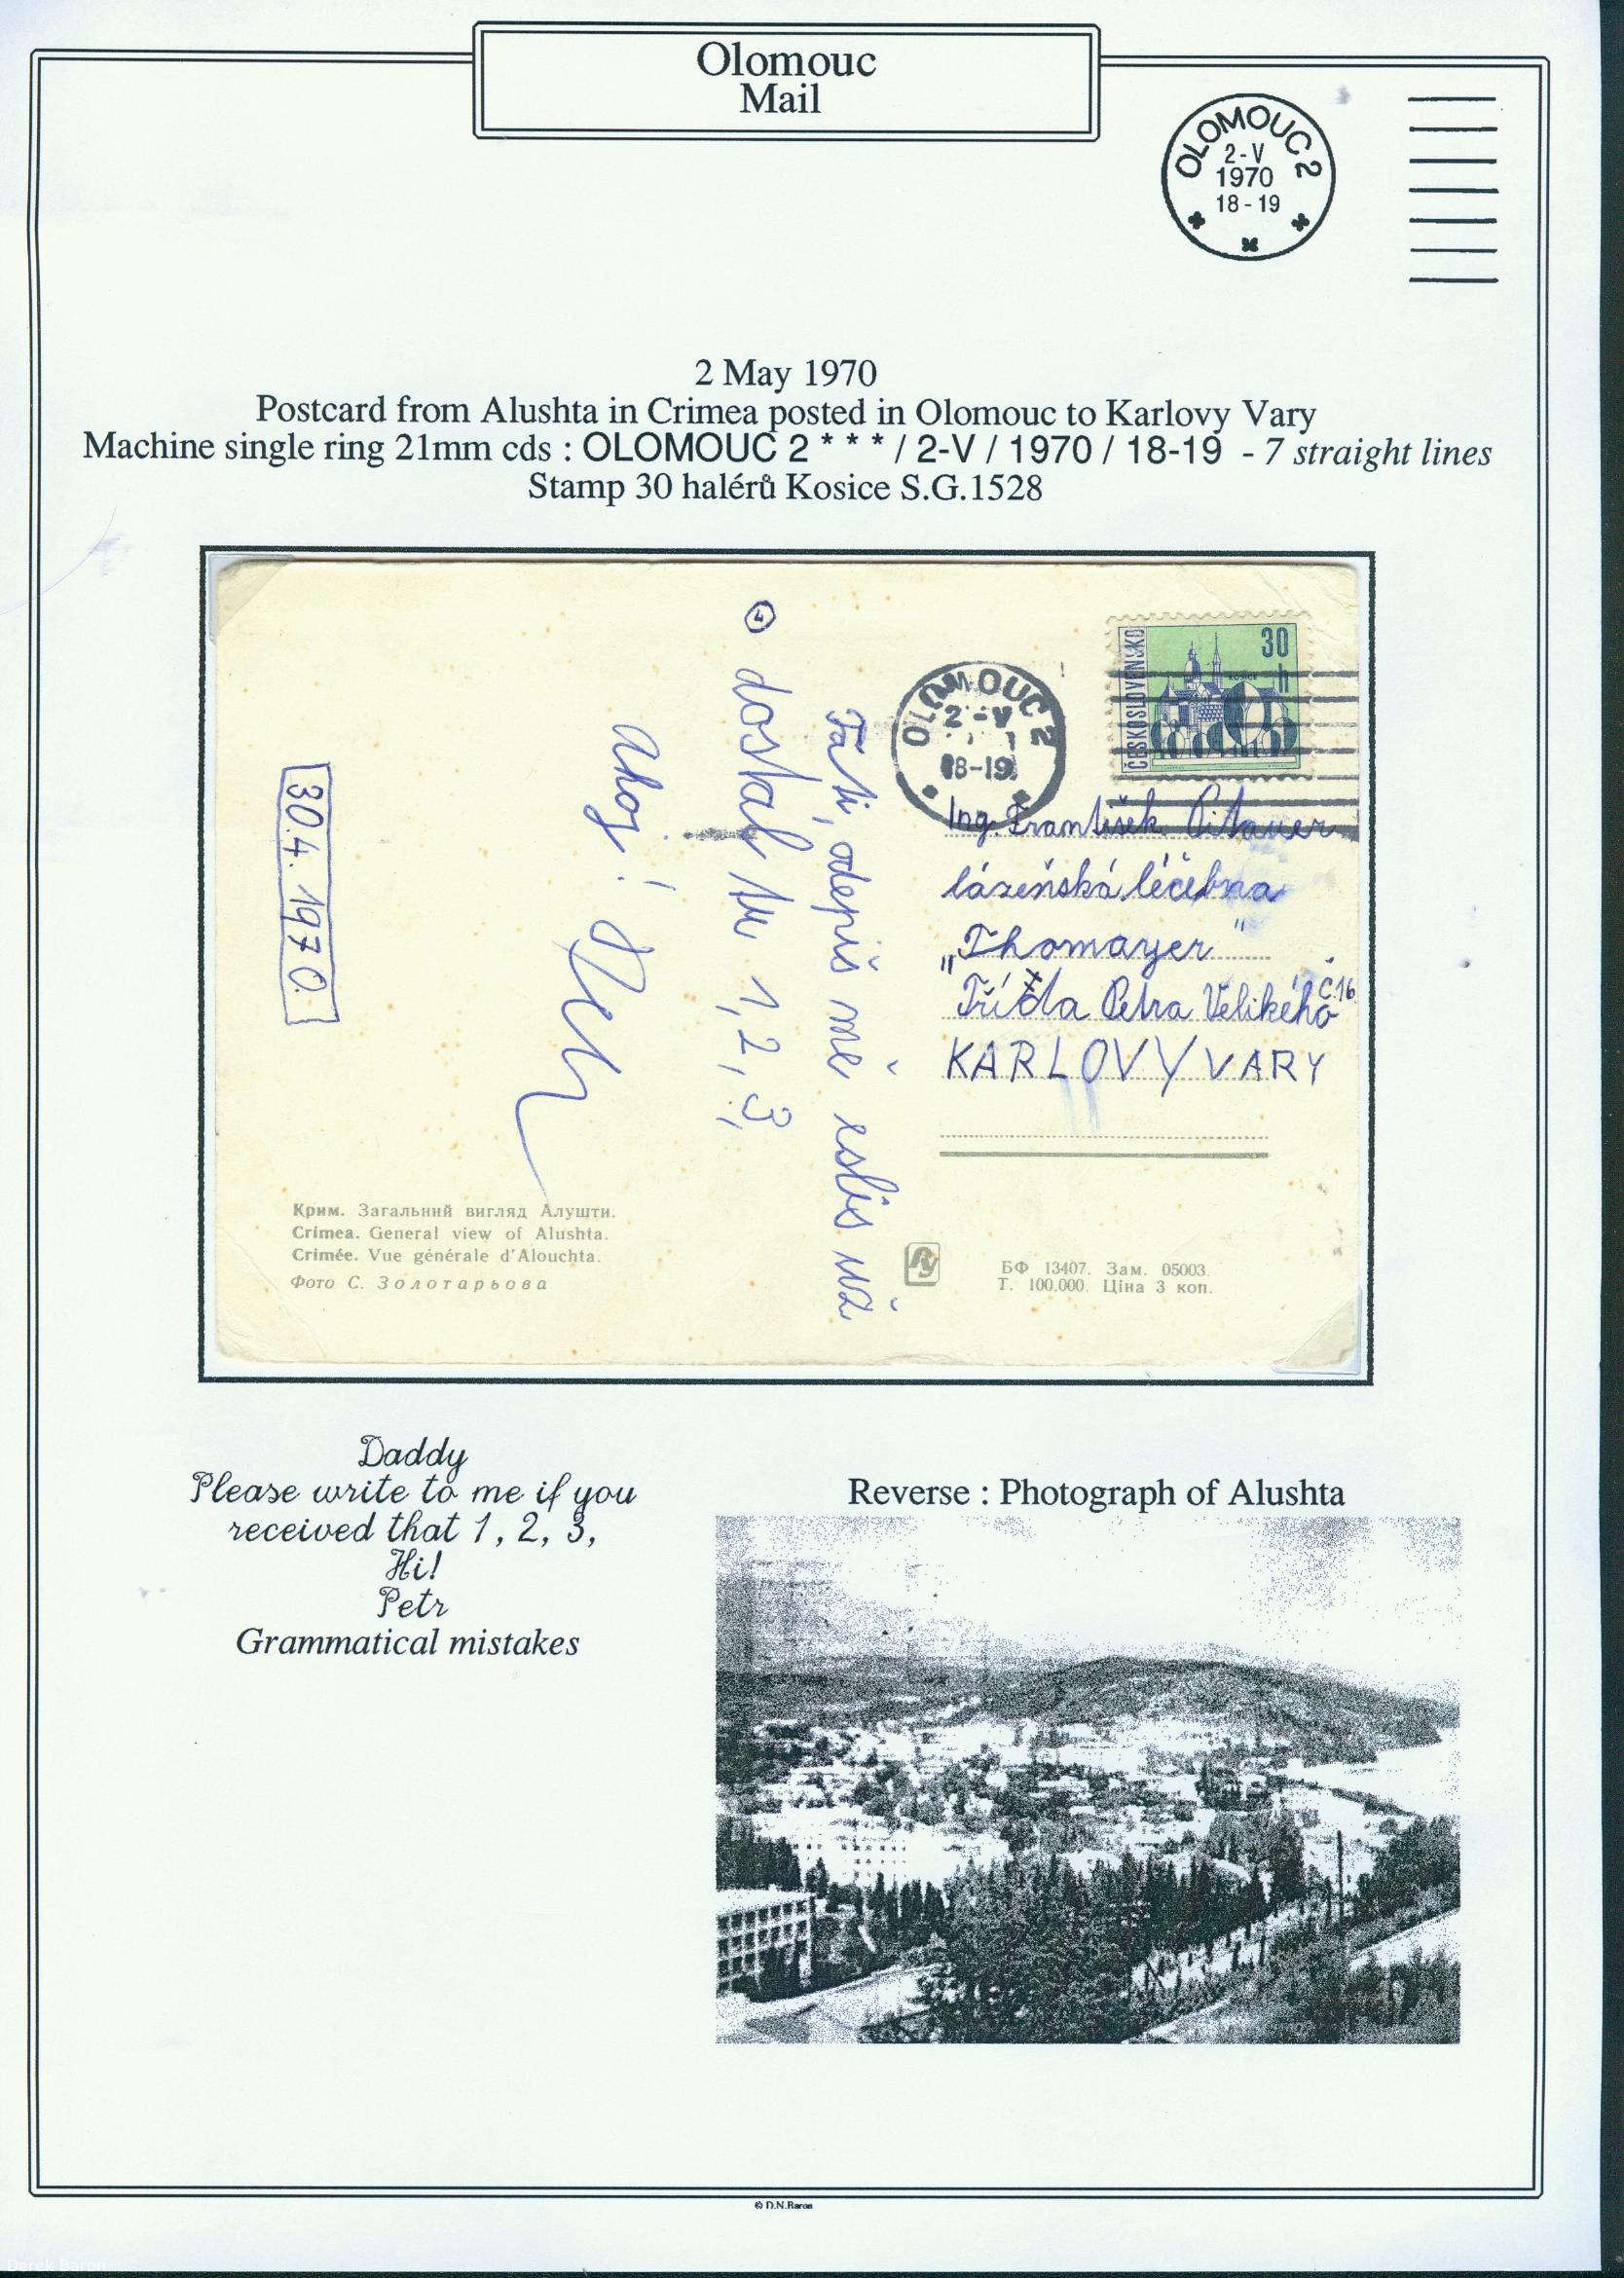 Olomouc
Mail
OLOMOUC 2
2-V
1970
18-19
2 May 1970
Postcard from Alushta in Crimea posted in Olomouc to Karlovy Vary
Machine single ring 21mm cds : OLOMOUC 2 * * * / 2-V / 1970 / 18-19 - 7 straight lines
Stamp 30 halérů Kosice S.G.1528
4
Tati, odepiš mě eslis už
dostal tu 1, 2, 3,
Ahoj! Petr
30.4. 1970.
OLOMOUC 2
2-V
18-19
ČESKOSLOVENSKO
30
h
KOŠICE
Ing. František
lázeňská léčebna
„Thomayer"
Třída Petra Velikého č.16
KARLOVY VARY
Крим. Загальний вигляд Алушти.
Crimea. General view of Alushta.
Crimée. Vue générale d'Alouchta.
Фото С. Золотарьова
БФ 13407. Зам. 05003.
Т. 100.000. Ціна 3 коп.
Daddy
Please write to me if you
received that 1, 2, 3,
Hi!
Petr
Grammatical mistakes
Reverse : Photograph of Alushta
© D.N.Baron
Derek Baron